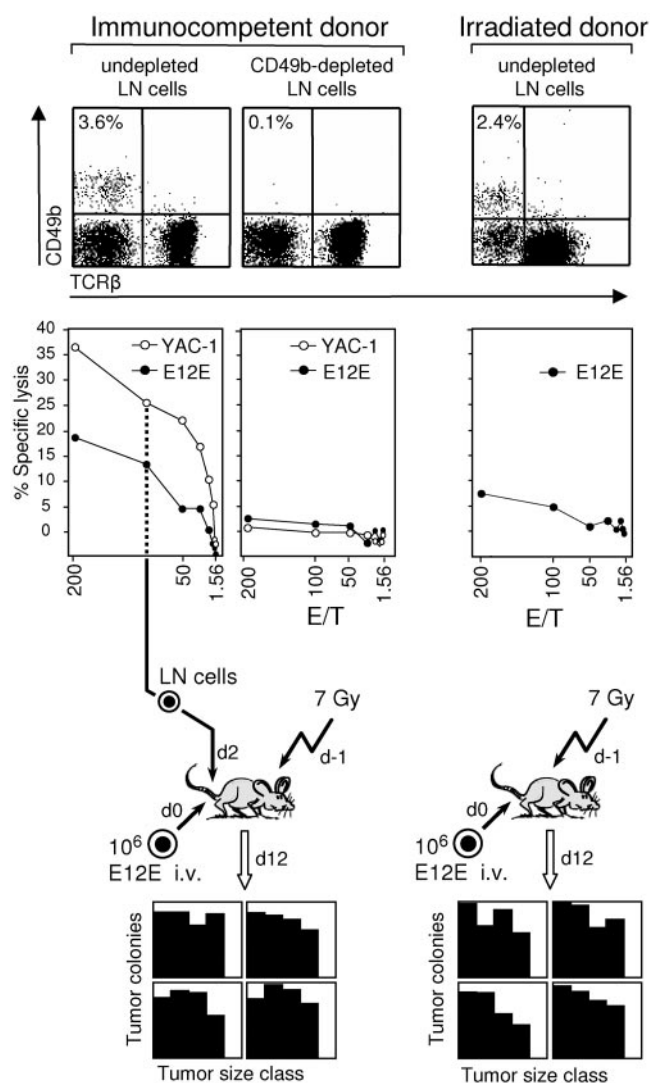 Immunocompetent donor
Irradiated donor
undepleted
LN cells
CD49b-depleted
LN cells
undepleted
LN cells
3.6%
0.1%
2.4%
CD49b
TCRβ
40
35
30
25
20
15
10
5
0
% Specific lysis
YAC-1
E12E
YAC-1
E12E
E12E
200
50
1.56
200
100
50
1.56
200
100
50
1.56
E/T
E/T
LN cells
7 Gy
7 Gy
d2
d-1
d-1
d0
d0
10⁶
E12E i.v.
d12
10⁶
E12E i.v.
d12
Tumor colonies
Tumor colonies
Tumor size class
Tumor size class